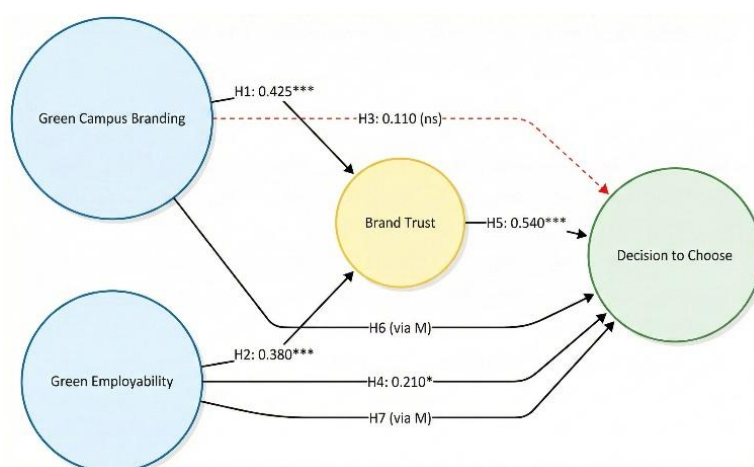 H1: 0.425***
Green Campus Branding
H3: 0.110 (ns)
Brand Trust
H5: 0.540***
Decision to Choose
H6 (via M)
H2: 0.380***
Green Employability
H4: 0.210*
H7 (via M)